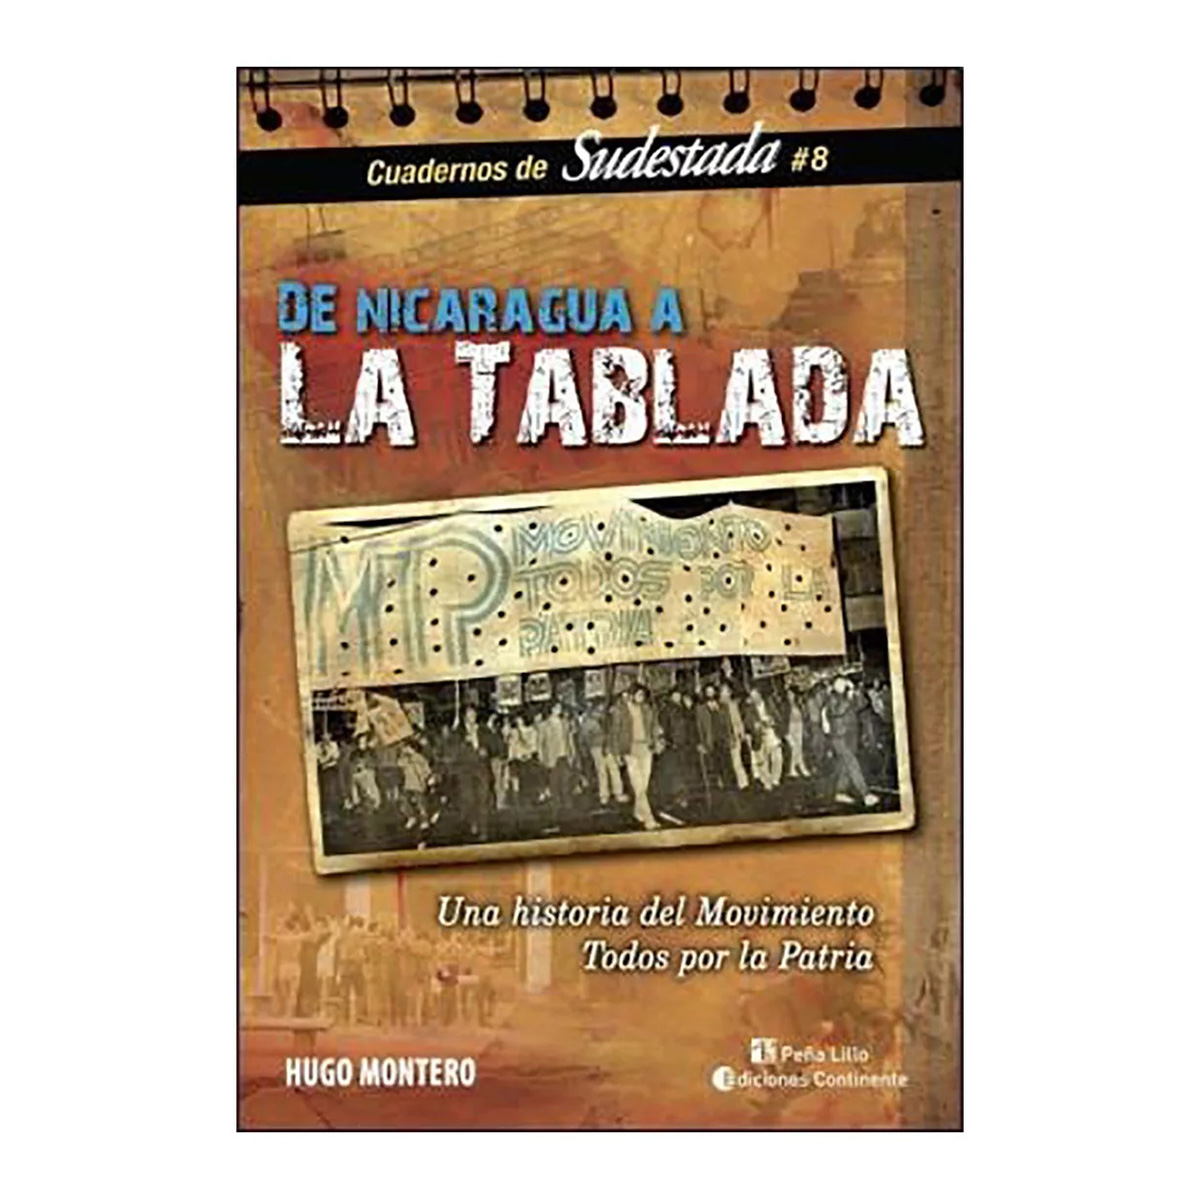 Cuadernos de Sudestada #8
DE NICARAGUA A
LA TABLADA
MTP MOVIMIENTO
TODOS POR LA
PATRIA
Una historia del Movimiento
Todos por la Patria
HUGO MONTERO
Peña Lillo
Ediciones Continente